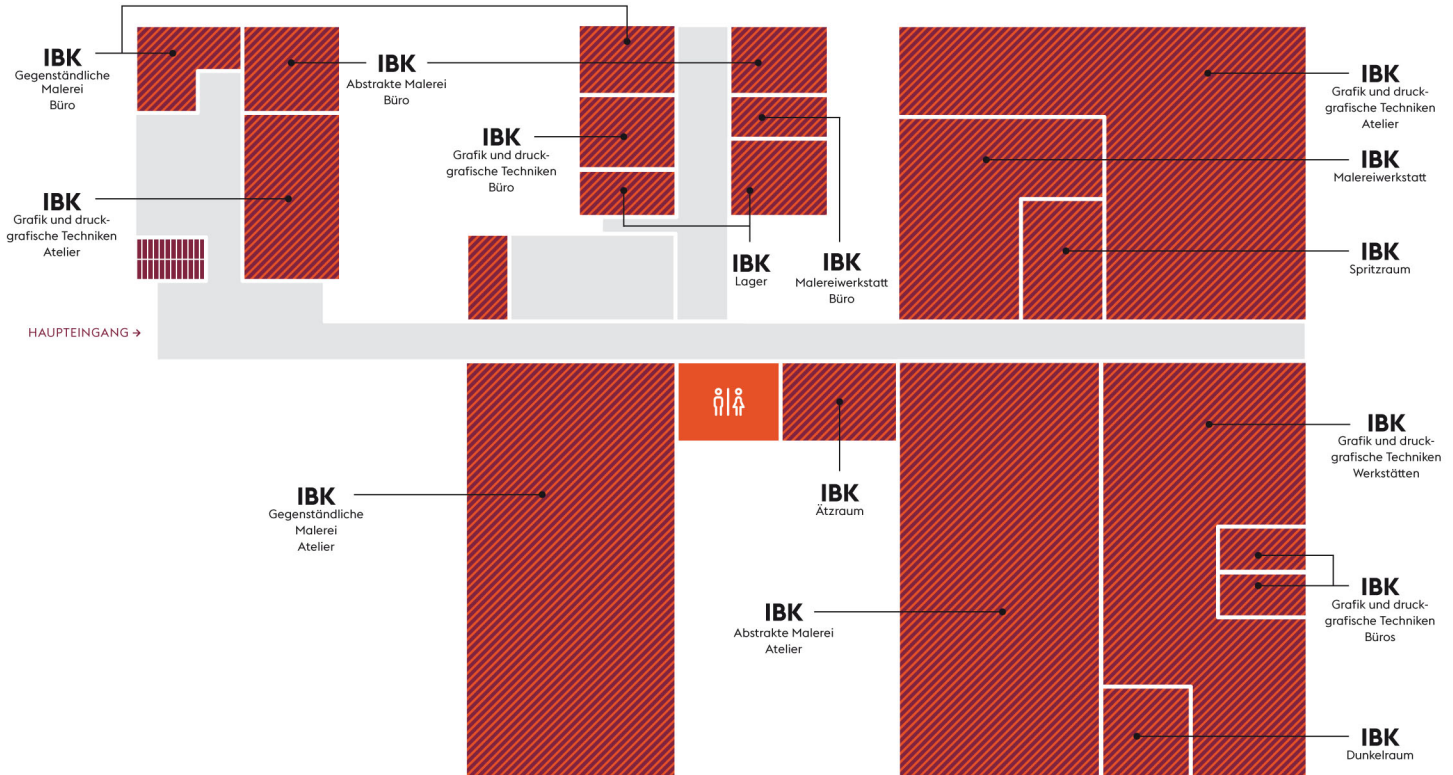 IBK
Gegenständliche
Malerei
Büro
IBK
Abstrakte Malerei
Büro
IBK
Grafik und druck-
grafische Techniken
Büro
IBK
Grafik und druck-
grafische Techniken
Atelier
IBK
Malereiwerkstatt
IBK
Grafik und druck-
grafische Techniken
Atelier
IBK
Lager
IBK
Malereiwerkstatt
Büro
IBK
Spritzraum
HAUPTEINGANG →
IBK
Gegenständliche
Malerei
Atelier
IBK
Ätzraum
IBK
Grafik und druck-
grafische Techniken
Werkstätten
IBK
Abstrakte Malerei
Atelier
IBK
Grafik und druck-
grafische Techniken
Büros
IBK
Dunkelraum